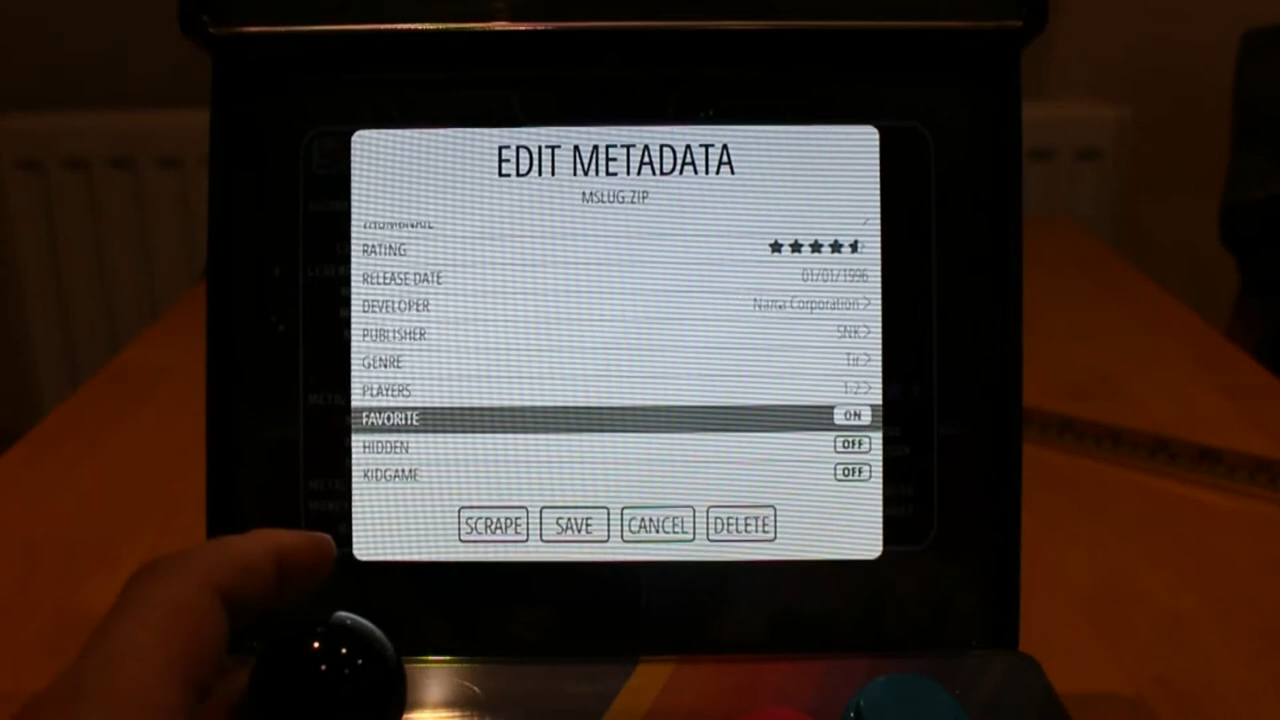 EDIT METADATA
MSLUG.ZIP
THUMBNAIL
RATING
RELEASE DATE 01/01/1996
DEVELOPER Nazca Corporation
PUBLISHER SNK
GENRE Tir
PLAYERS 1-2
FAVORITE ON
HIDDEN OFF
KIDGAME OFF
SCRAPE SAVE CANCEL DELETE